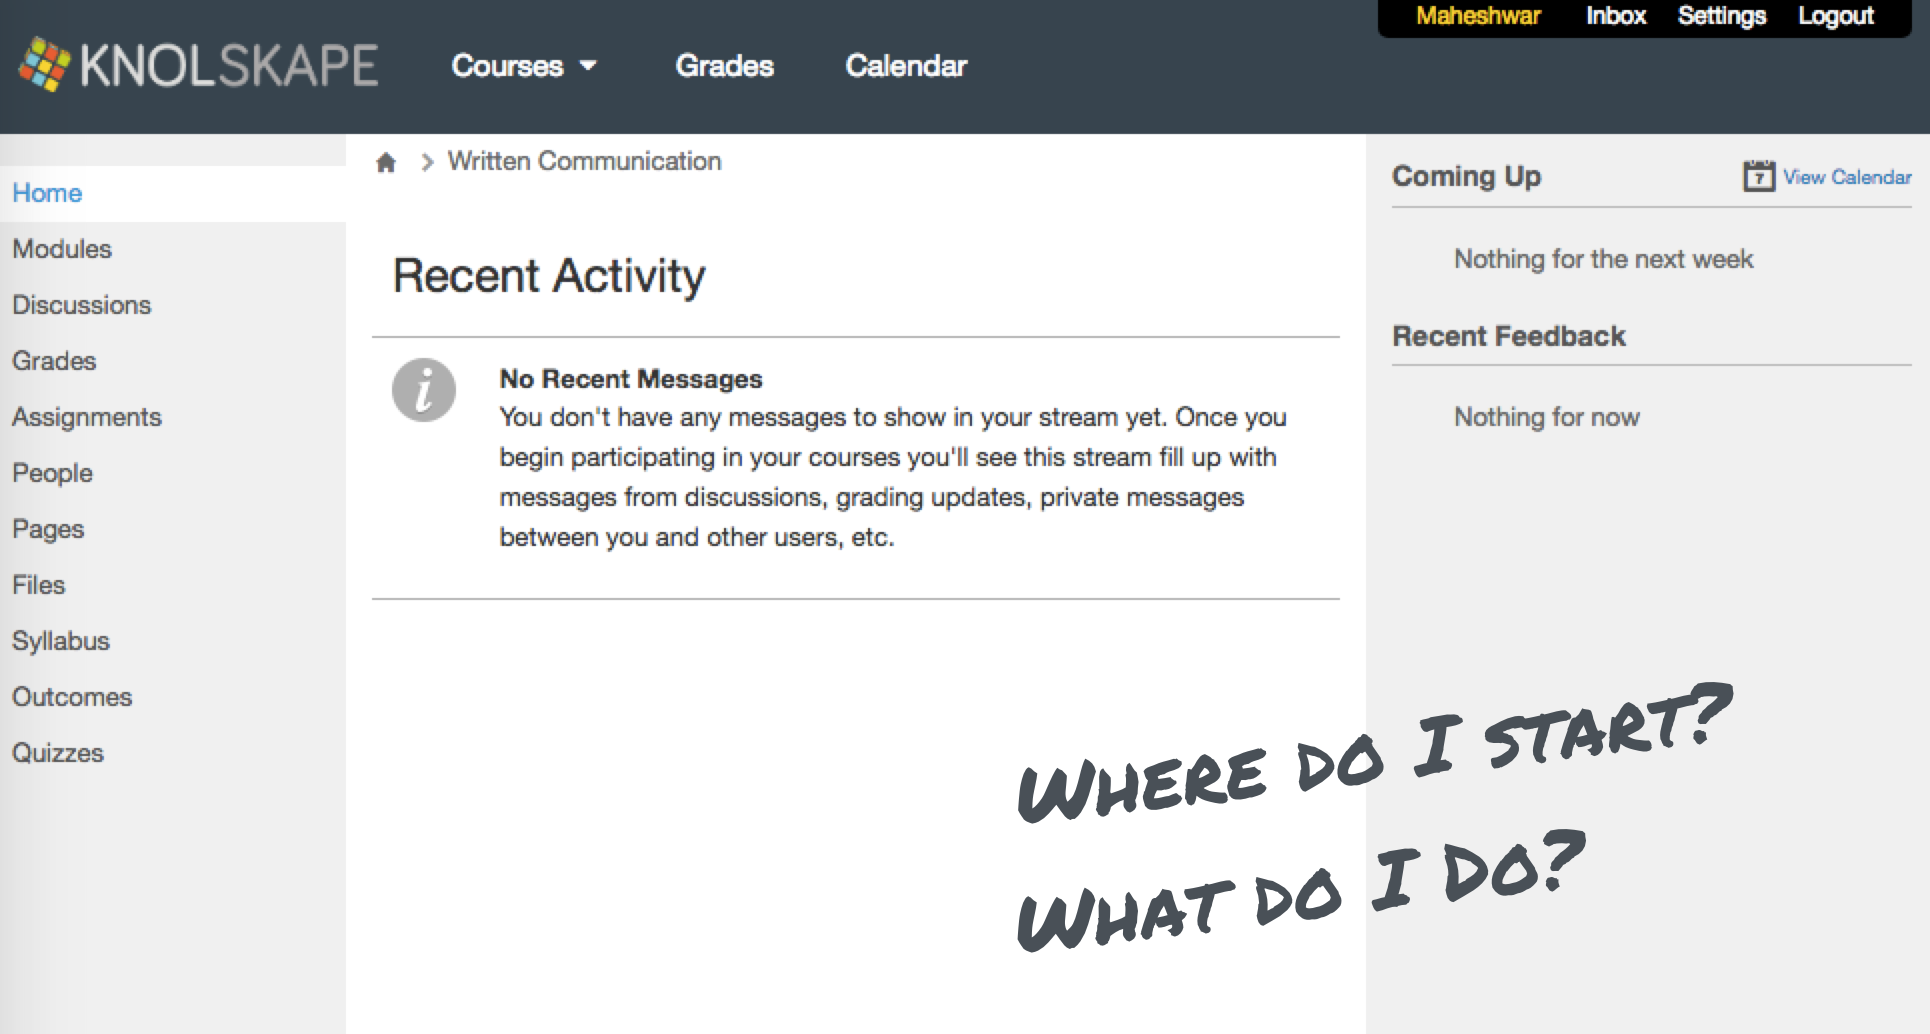 Maheshwar Inbox Settings Logout
KNOLSKAPE Courses Grades Calendar
Home
Modules
Discussions
Grades
Assignments
People
Pages
Files
Syllabus
Outcomes
Quizzes
> Written Communication
Recent Activity
i
No Recent Messages
You don't have any messages to show in your stream yet. Once you
begin participating in your courses you'll see this stream fill up with
messages from discussions, grading updates, private messages
between you and other users, etc.
Coming Up 7 View Calendar
Nothing for the next week
Recent Feedback
Nothing for now
WHERE DO I START?
WHAT DO I DO?